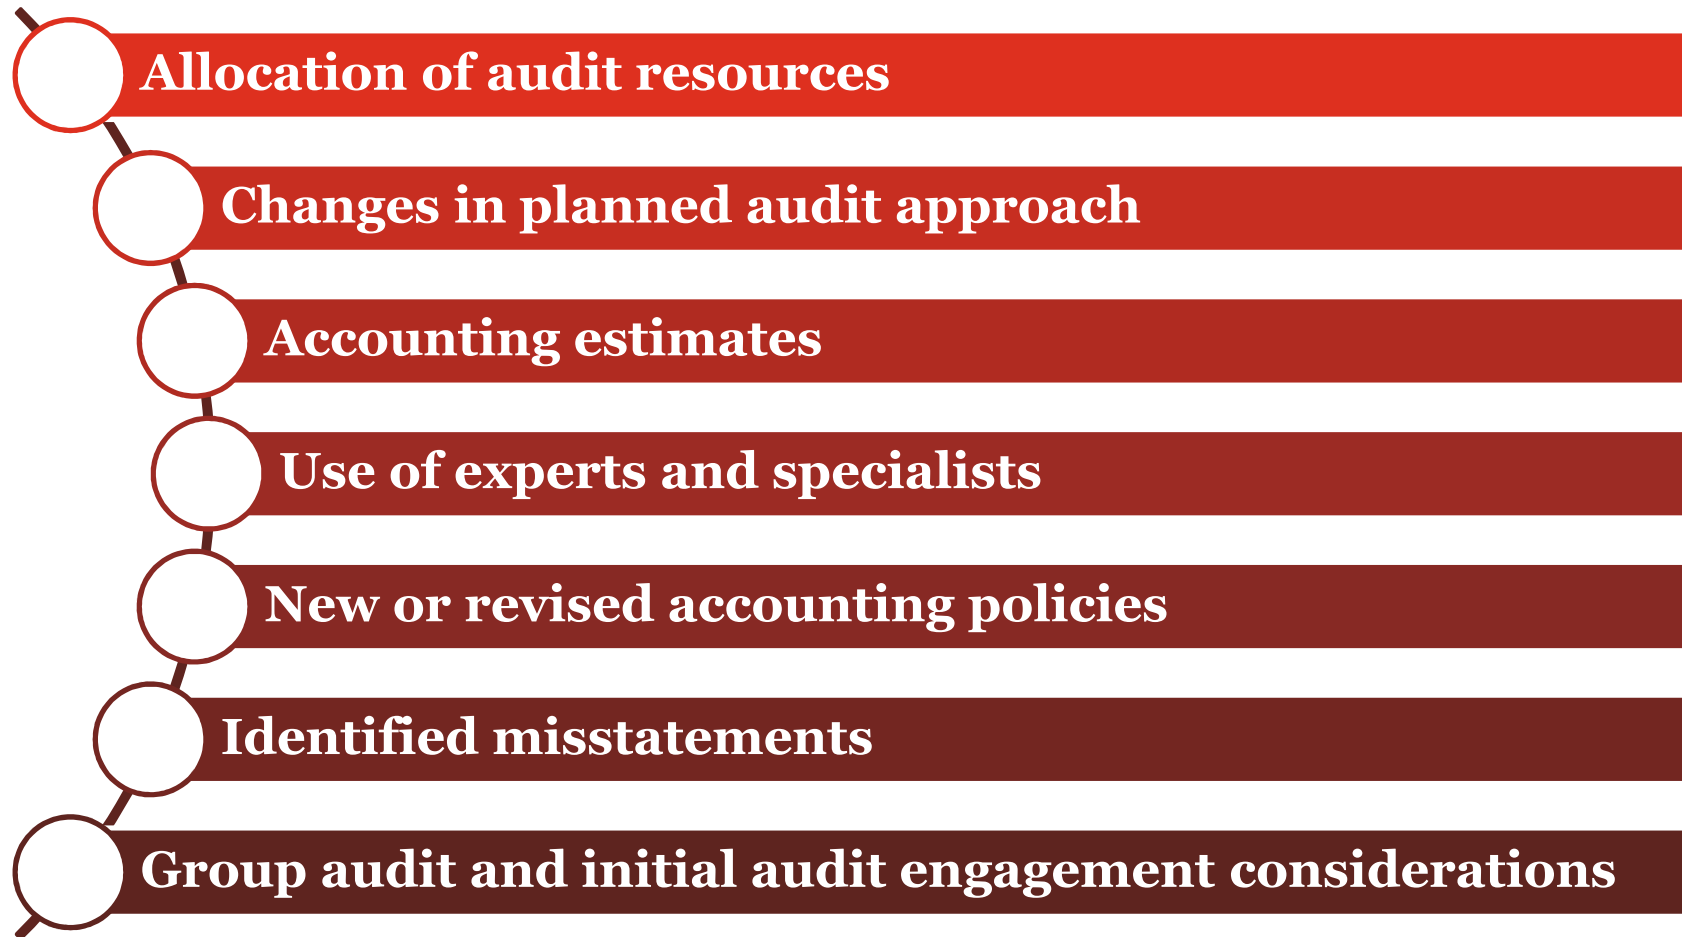 Allocation of audit resources
Changes in planned audit approach
Accounting estimates
Use of experts and specialists
New or revised accounting policies
Identified misstatements
Group audit and initial audit engagement considerations